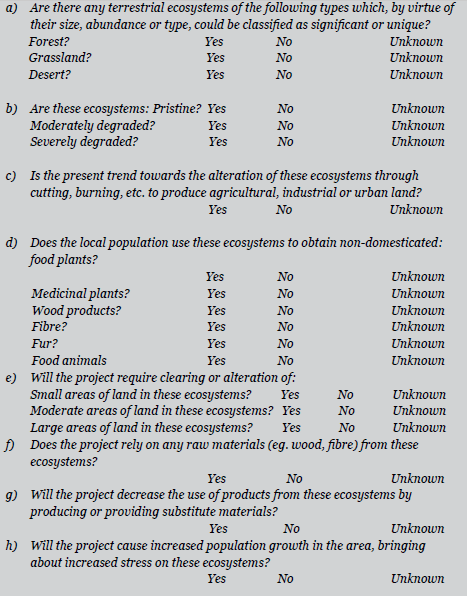 a) Are there any terrestrial ecosystems of the following types which, by virtue of
their size, abundance or type, could be classified as significant or unique?
Forest? Yes No Unknown
Grassland? Yes No Unknown
Desert? Yes No Unknown
b) Are these ecosystems: Pristine? Yes No Unknown
Moderately degraded? Yes No Unknown
Severely degraded? Yes No Unknown
c) Is the present trend towards the alteration of these ecosystems through
cutting, burning, etc. to produce agricultural, industrial or urban land?
Yes No Unknown
d) Does the local population use these ecosystems to obtain non-domesticated:
food plants?
Yes No Unknown
Medicinal plants? Yes No Unknown
Wood products? Yes No Unknown
Fibre? Yes No Unknown
Fur? Yes No Unknown
Food animals Yes No Unknown
e) Will the project require clearing or alteration of:
Small areas of land in these ecosystems? Yes No Unknown
Moderate areas of land in these ecosystems? Yes No Unknown
Large areas of land in these ecosystems? Yes No Unknown
f) Does the project rely on any raw materials (eg. wood, fibre) from these
ecosystems?
Yes No Unknown
g) Will the project decrease the use of products from these ecosystems by
producing or providing substitute materials?
Yes No Unknown
h) Will the project cause increased population growth in the area, bringing
about increased stress on these ecosystems?
Yes No Unknown